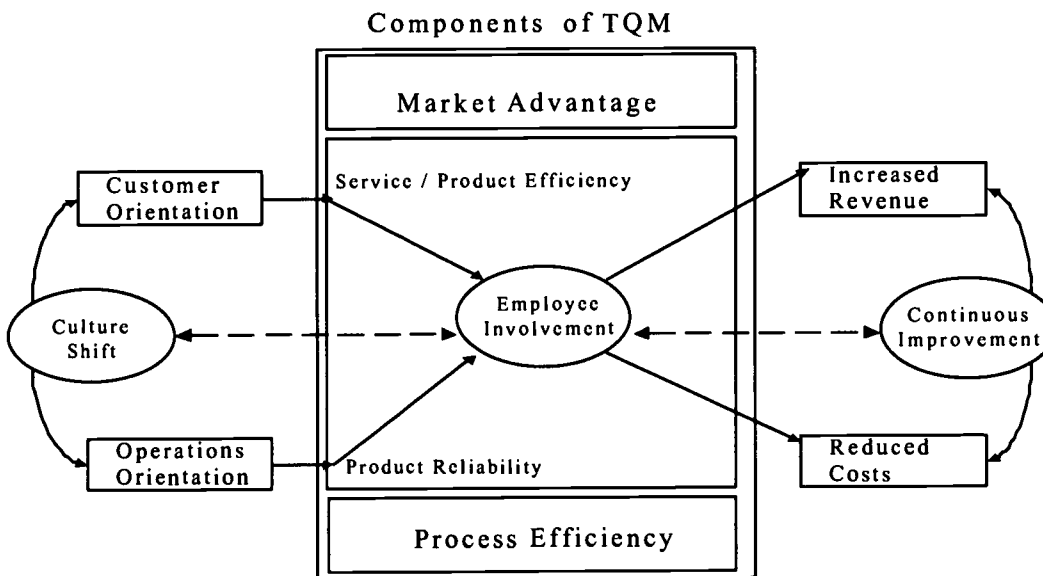 Components of TQM
Market Advantage
Customer
Orientation
Service / Product Efficiency
Increased
Revenue
Culture
Shift
Employee
Involvement
Continuous
Improvement
Operations
Orientation
Product Reliability
Reduced
Costs
Process Efficiency